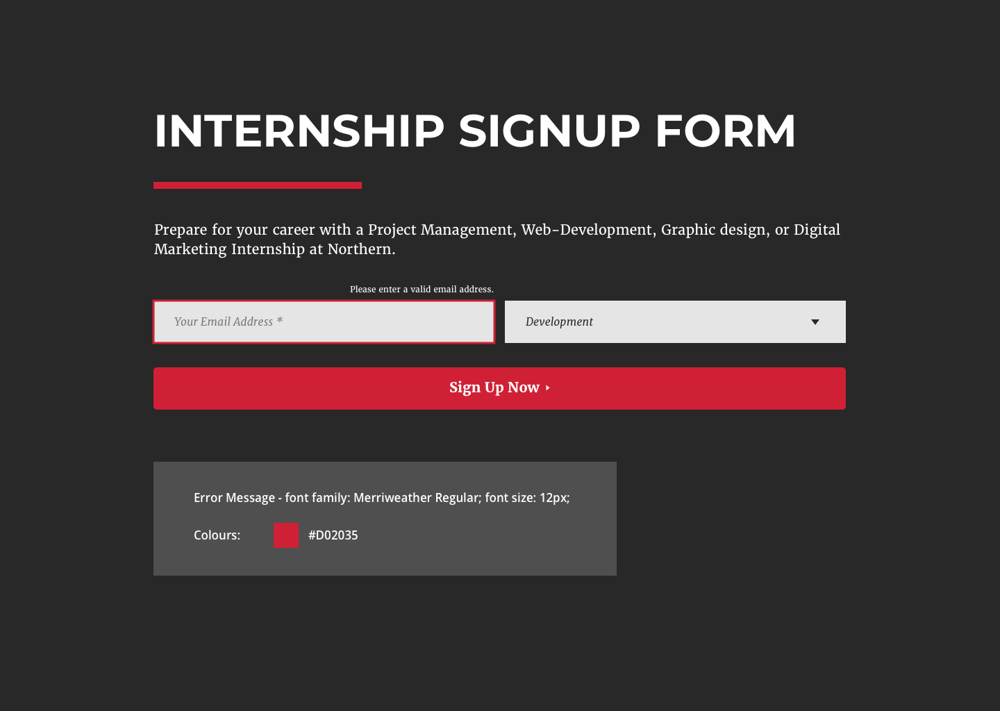 INTERNSHIP SIGNUP FORM
Prepare for your career with a Project Management, Web-Development, Graphic design, or Digital
Marketing Internship at Northern.
Please enter a valid email address.
Your Email Address *
Development
Sign Up Now
Error Message - font family: Merriweather Regular; font size: 12px;
Colours:
#D02035